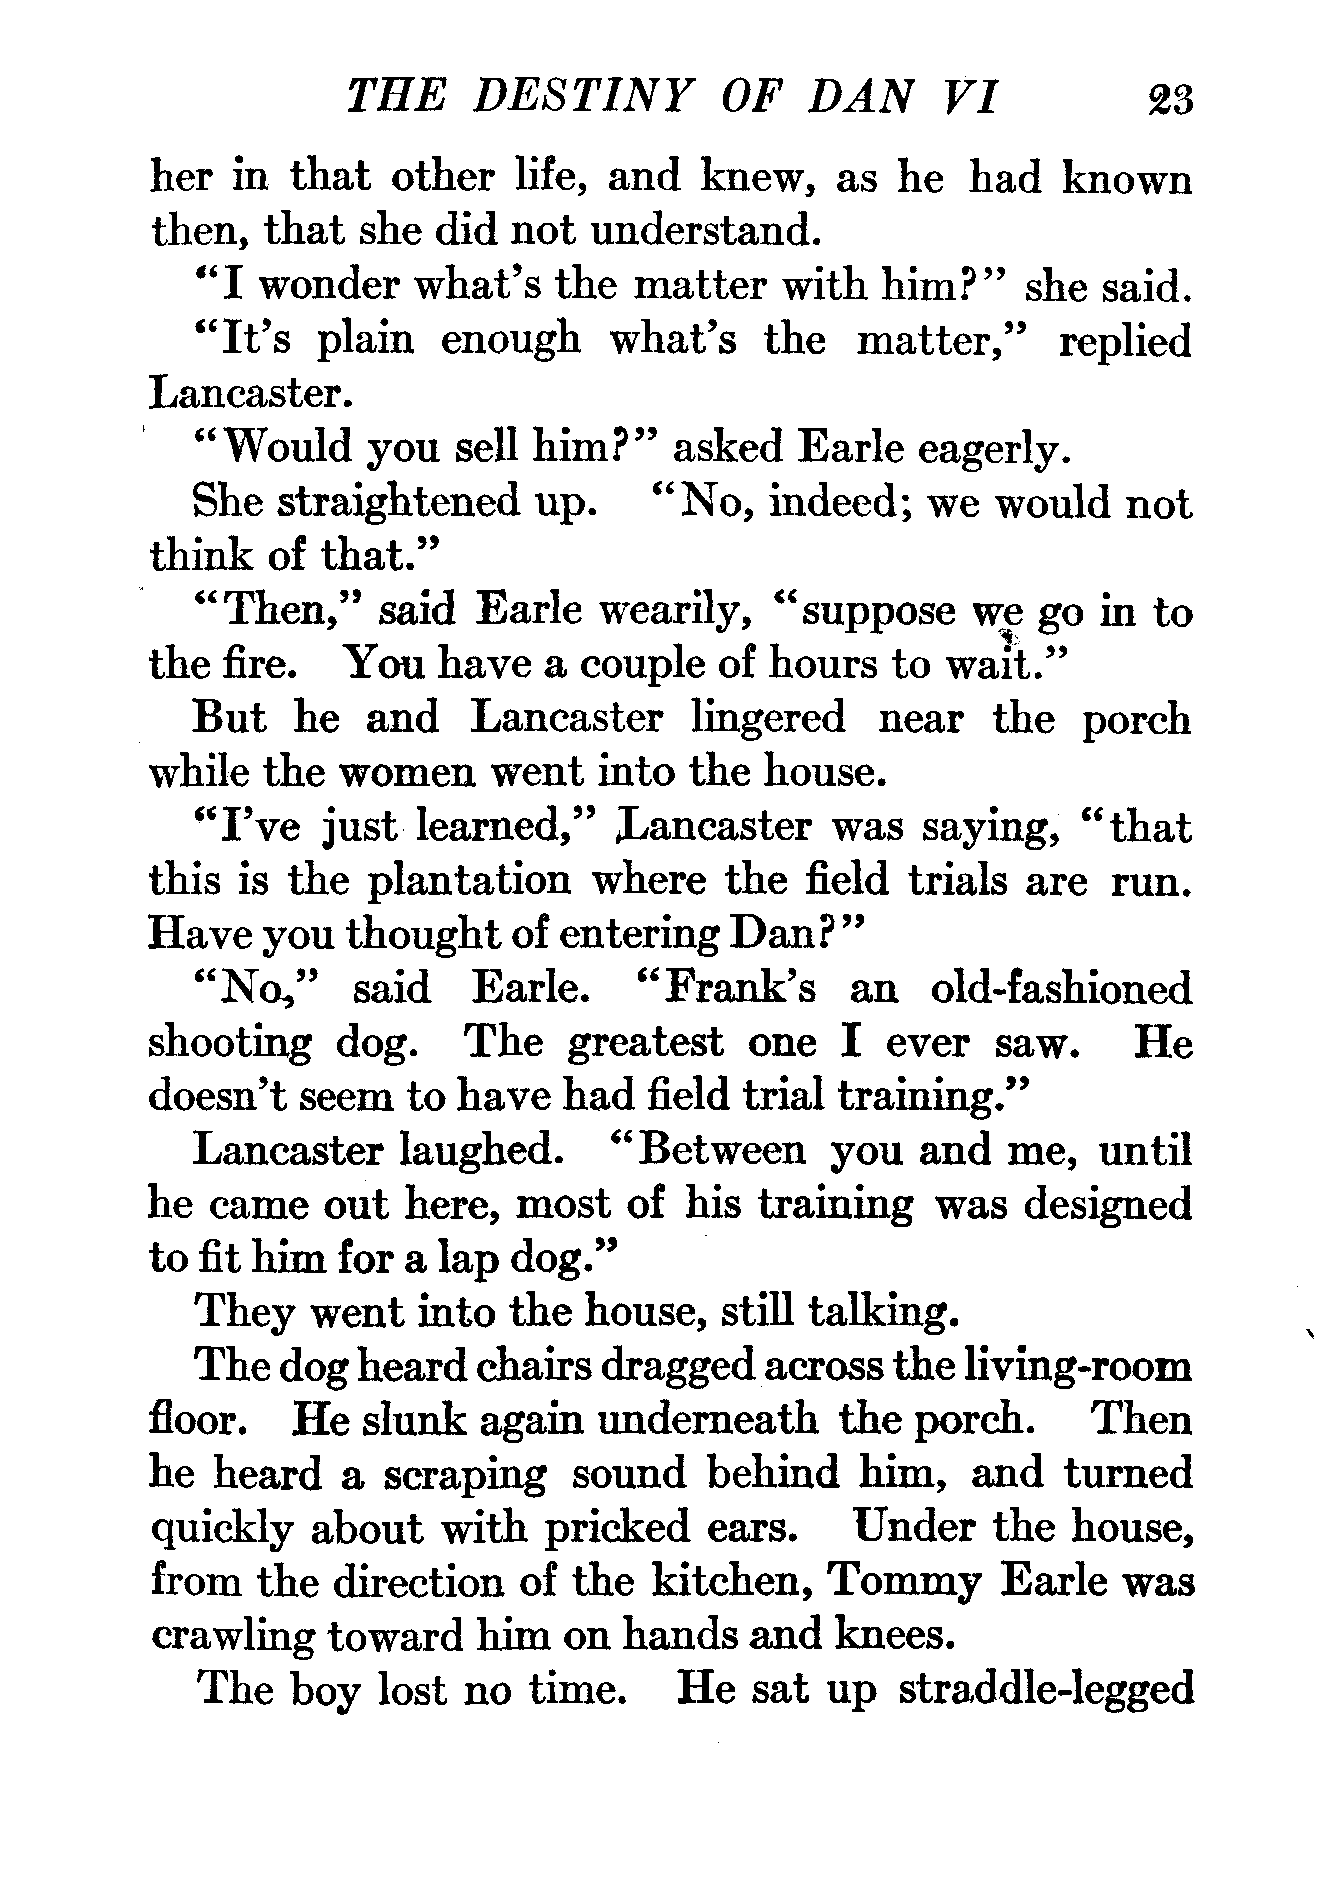 THE DESTINY OF DAN VI 23
her in that other life, and knew, as he had known
then, that she did not understand.
“I wonder what’s the matter with him?” she said.
“It’s plain enough what’s the matter,” replied
Lancaster.
“Would you sell him?” asked Earle eagerly.
She straightened up. “No, indeed; we would not
think of that.”
“Then,” said Earle wearily, “suppose we go in to
the fire. You have a couple of hours to wait.”
But he and Lancaster lingered near the porch
while the women went into the house.
“I’ve just learned,” Lancaster was saying, “that
this is the plantation where the field trials are run.
Have you thought of entering Dan?”
“No,” said Earle. “Frank’s an old-fashioned
shooting dog. The greatest one I ever saw. He
doesn’t seem to have had field trial training.”
Lancaster laughed. “Between you and me, until
he came out here, most of his training was designed
to fit him for a lap dog.”
They went into the house, still talking.
The dog heard chairs dragged across the living-room
floor. He slunk again underneath the porch. Then
he heard a scraping sound behind him, and turned
quickly about with pricked ears. Under the house,
from the direction of the kitchen, Tommy Earle was
crawling toward him on hands and knees.
The boy lost no time. He sat up straddle-legged